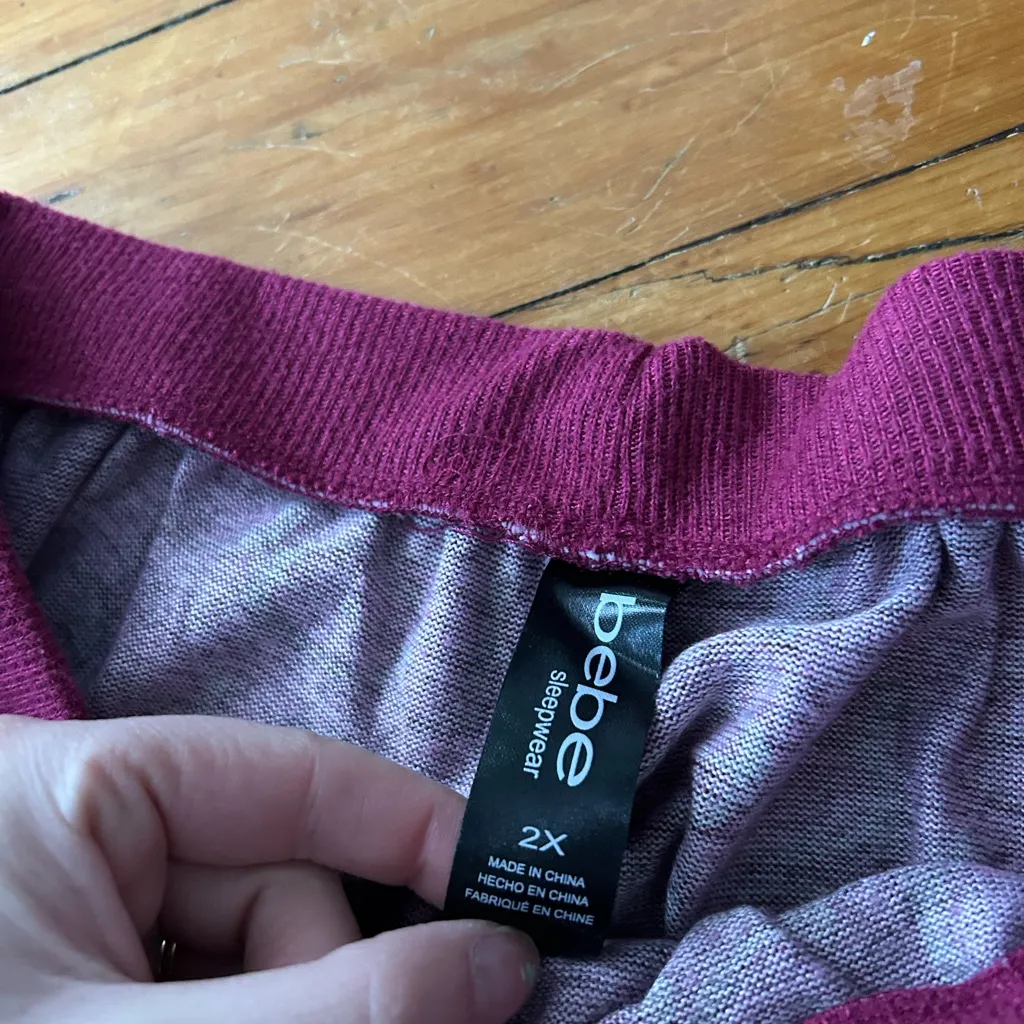 bebe
sleepwear
2X
MADE IN CHINA
HECHO EN CHINA
FABRIQUÉ EN CHINE